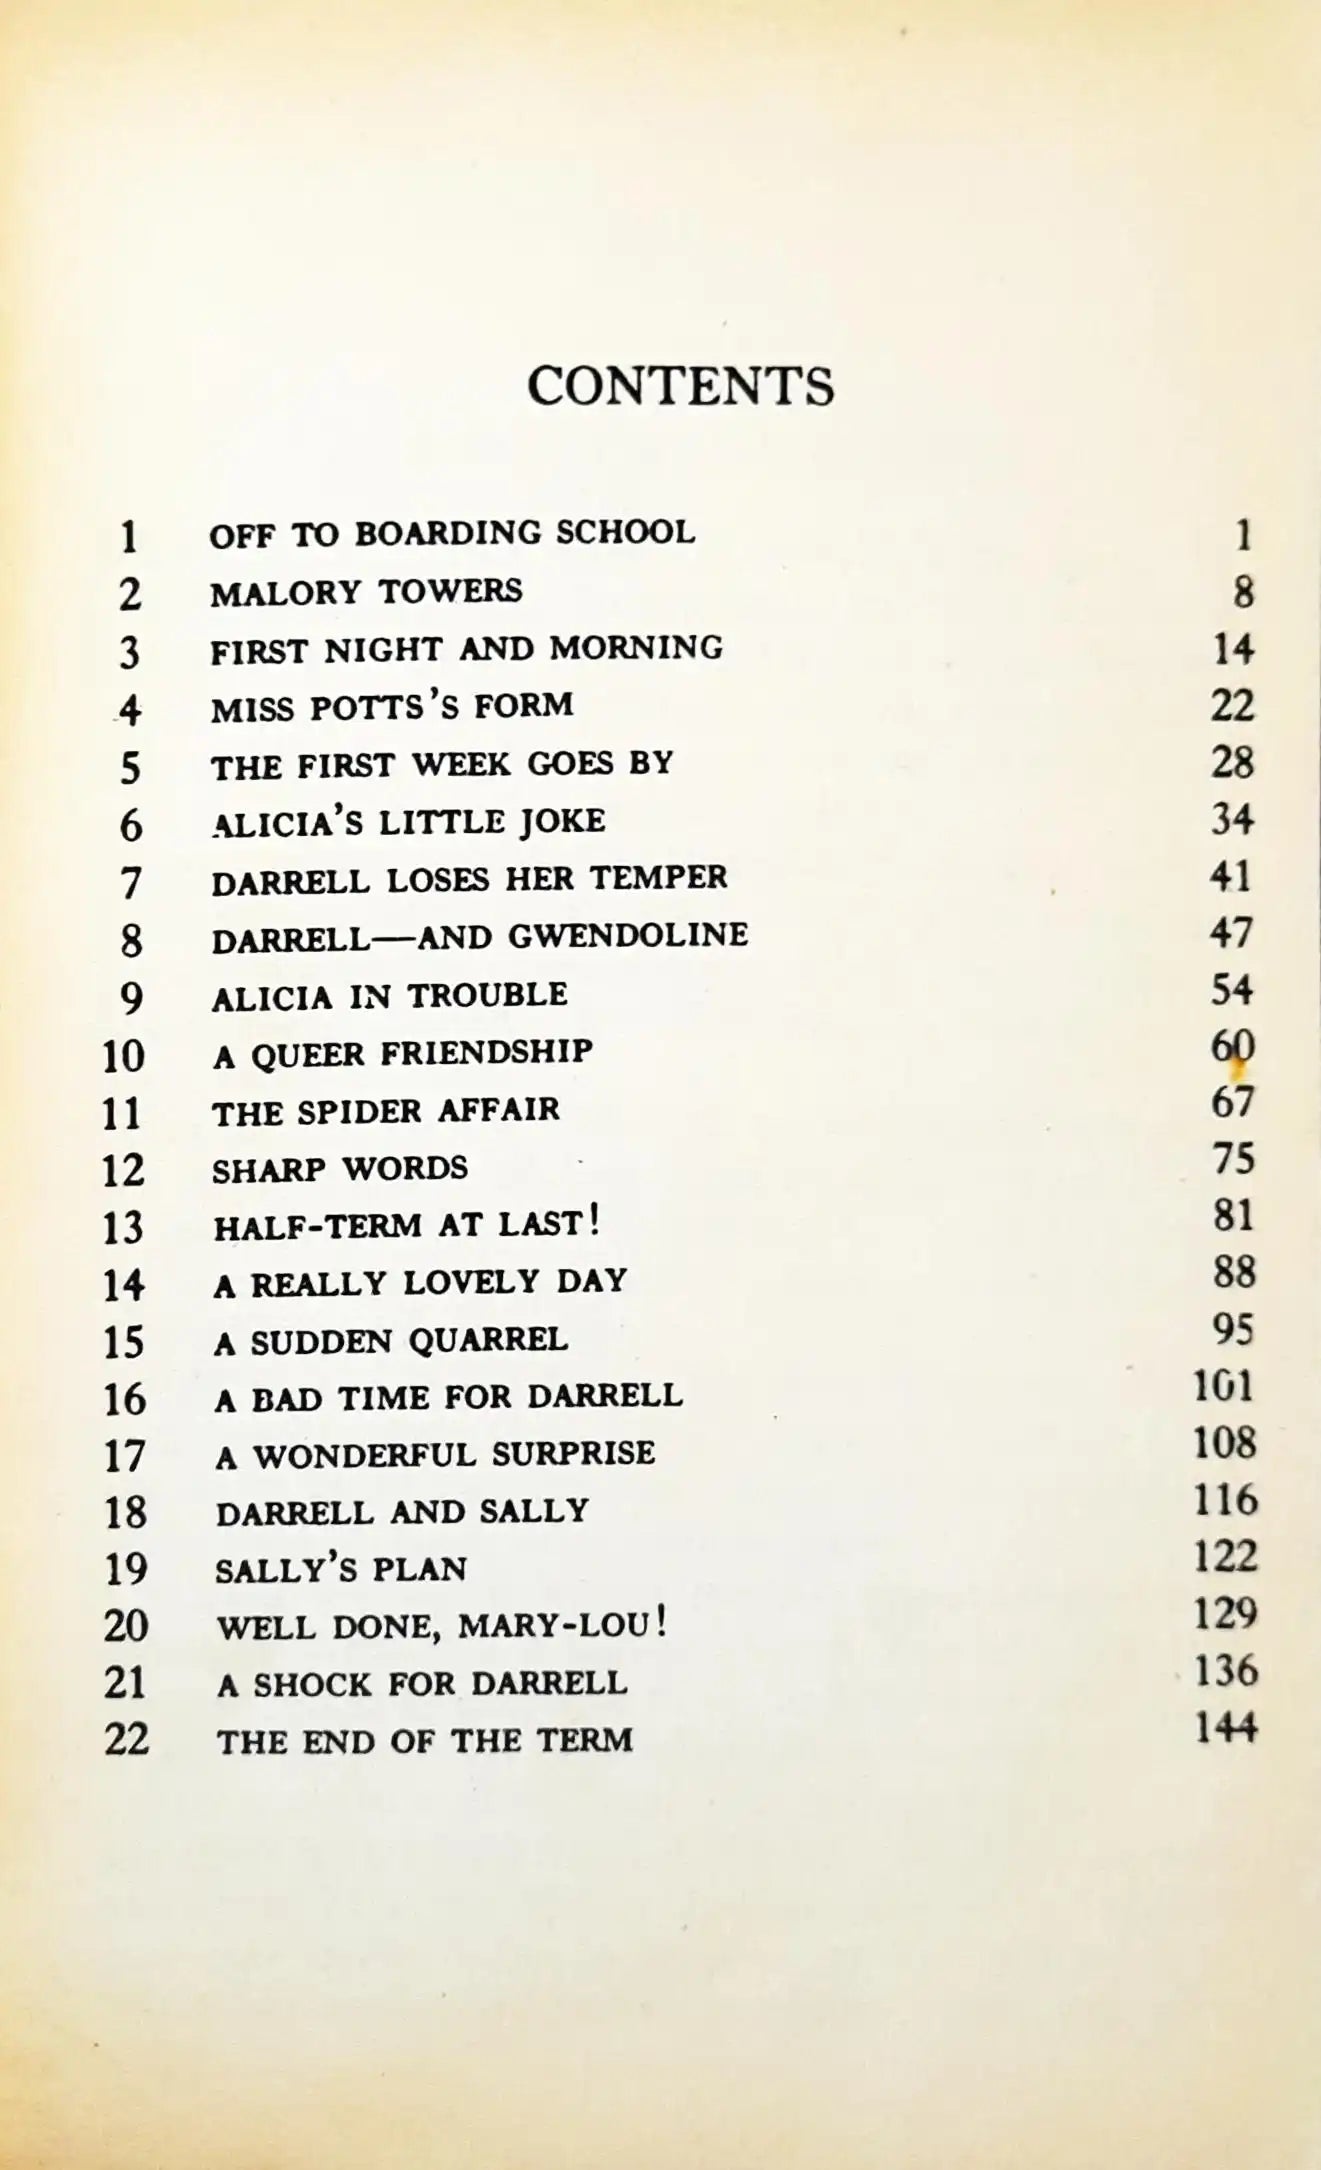 CONTENTS
1 OFF TO BOARDING SCHOOL 1
2 MALORY TOWERS 8
3 FIRST NIGHT AND MORNING 14
4 MISS POTTS'S FORM 22
5 THE FIRST WEEK GOES BY 28
6 ALICIA'S LITTLE JOKE 34
7 DARRELL LOSES HER TEMPER 41
8 DARRELL—AND GWENDOLINE 47
9 ALICIA IN TROUBLE 54
10 A QUEER FRIENDSHIP 60
11 THE SPIDER AFFAIR 67
12 SHARP WORDS 75
13 HALF-TERM AT LAST! 81
14 A REALLY LOVELY DAY 88
15 A SUDDEN QUARREL 95
16 A BAD TIME FOR DARRELL 101
17 A WONDERFUL SURPRISE 108
18 DARRELL AND SALLY 116
19 SALLY'S PLAN 122
20 WELL DONE, MARY-LOU! 129
21 A SHOCK FOR DARRELL 136
22 THE END OF THE TERM 144